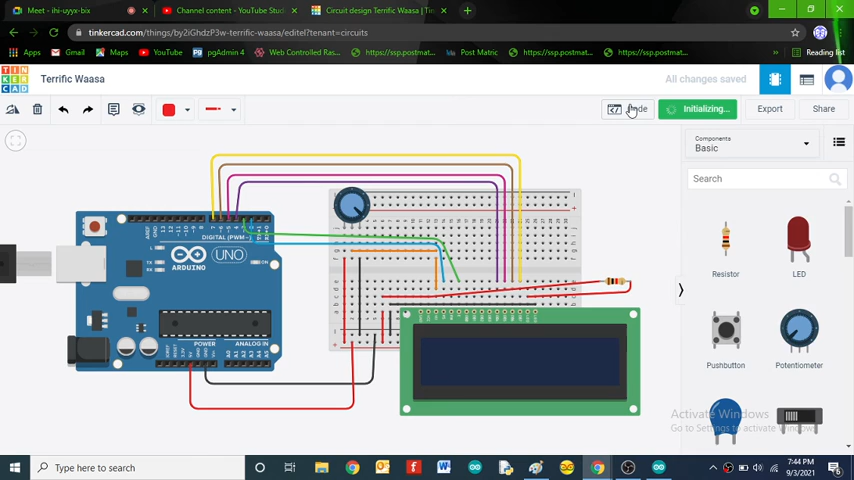 Meet - ihi-uyyx-bix
Channel content - YouTube Stud
Circuit design Terrific Waasa | Tin
tinkercad.com/things/by2iGhdzP3w-terrific-waasa/editel?tenant=circuits
Apps
Gmail
Maps
YouTube
pgAdmin 4
Web Controlled Ras...
https://ssp.postmat...
Post Matric
https://ssp.postmat...
https://ssp.postmat...
Reading list
TIN
KER
CAD
Terrific Waasa
All changes saved
Initializing...
Export
Share
Components
Basic
Search
DIGITAL (PWM
ARDUINO
UNO
ON
L
TX
RX
POWER
ANALOG IN
Resistor
LED
Pushbutton
Potentiometer
Activate Windows
Go to Settings to activate Windows.
Type here to search
7:44 PM
9/3/2021